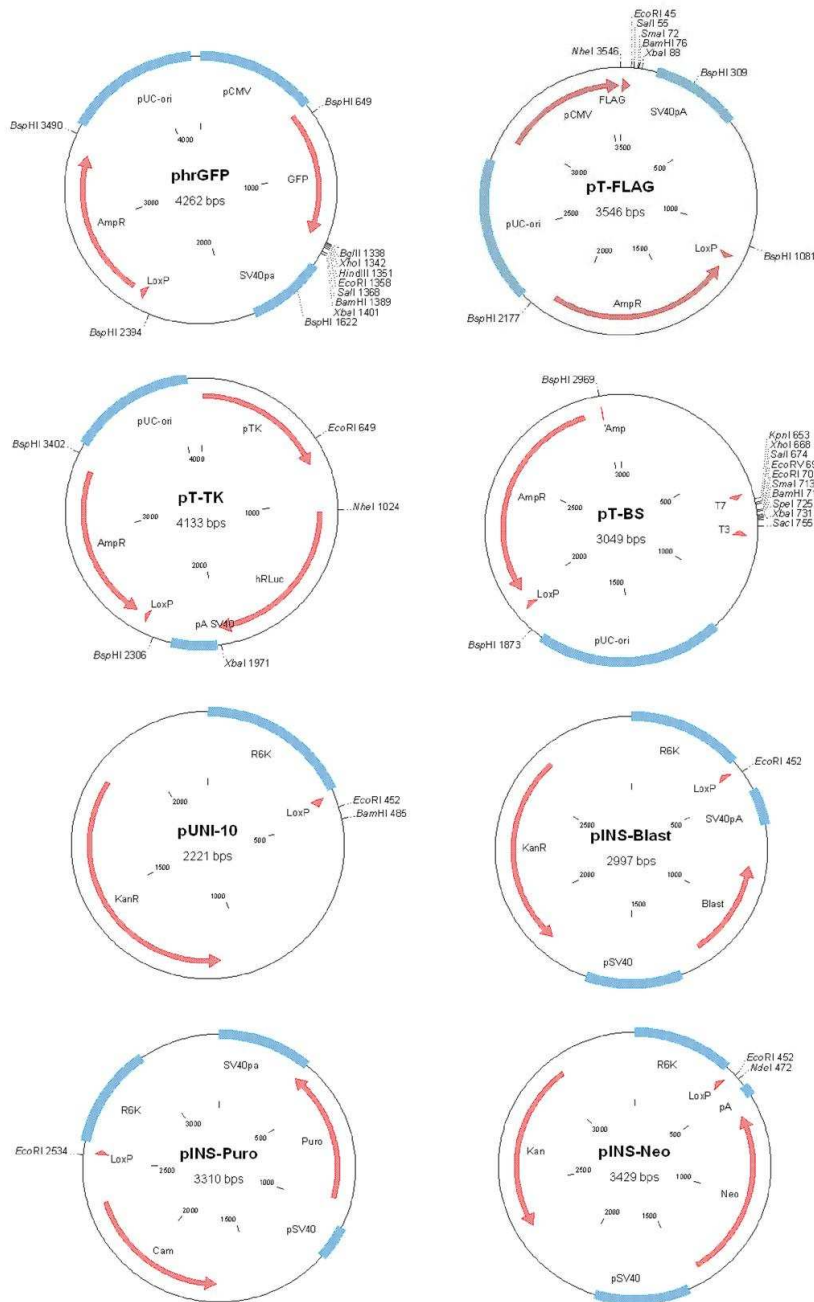 pCMV
BspHI 649
GFP
BglII 1338
XhoI 1342
HindIII 1351
EcoRI 1358
SalI 1368
BamHI 1389
XbaI 1401
BspHI 1622
SV40pa
BspHI 2394
LoxP
AmpR
BspHI 3490
pUC-ori
phrGFP
4262 bps
1000
2000
3000
4000
EcoRI 45
SalI 55
SmaI 72
BamHI 76
XbaI 88
BspHI 309
SV40pA
NheI 3546
FLAG
pCMV
pT-FLAG
3546 bps
500
1000
1500
2000
2500
3000
3500
LoxP
BspHI 1081
AmpR
BspHI 2177
pUC-ori
pTK
EcoRI 649
NheI 1024
hRLuc
XbaI 1971
pA SV40
BspHI 2306
LoxP
AmpR
BspHI 3402
pUC-ori
pT-TK
4133 bps
1000
2000
3000
4000
BspHI 2969
'Amp
KpnI 653
XhoI 668
SalI 674
EcoRV 69
EcoRI 70
SmaI 713
BamHI 71
SpeI 725
XbaI 731
SacI 755
T7
T3
pT-BS
3049 bps
500
1000
1500
2500
3000
AmpR
LoxP
BspHI 1873
pUC-ori
R6K
LoxP
EcoRI 452
BamHI 485
pUNI-10
2221 bps
500
1000
1500
2000
KanR
R6K
EcoRI 452
LoxP
SV40pA
Blast
pSV40
KanR
pINS-Blast
2997 bps
500
1000
1500
2000
2500
SV40pa
Puro
pSV40
Cam
EcoRI 2534
LoxP
R6K
pINS-Puro
3310 bps
500
1000
1500
2000
2500
3000
R6K
EcoRI 452
NdeI 472
LoxP
pA
Neo
pSV40
Kan
pINS-Neo
3429 bps
500
1000
1500
2000
2500
3000